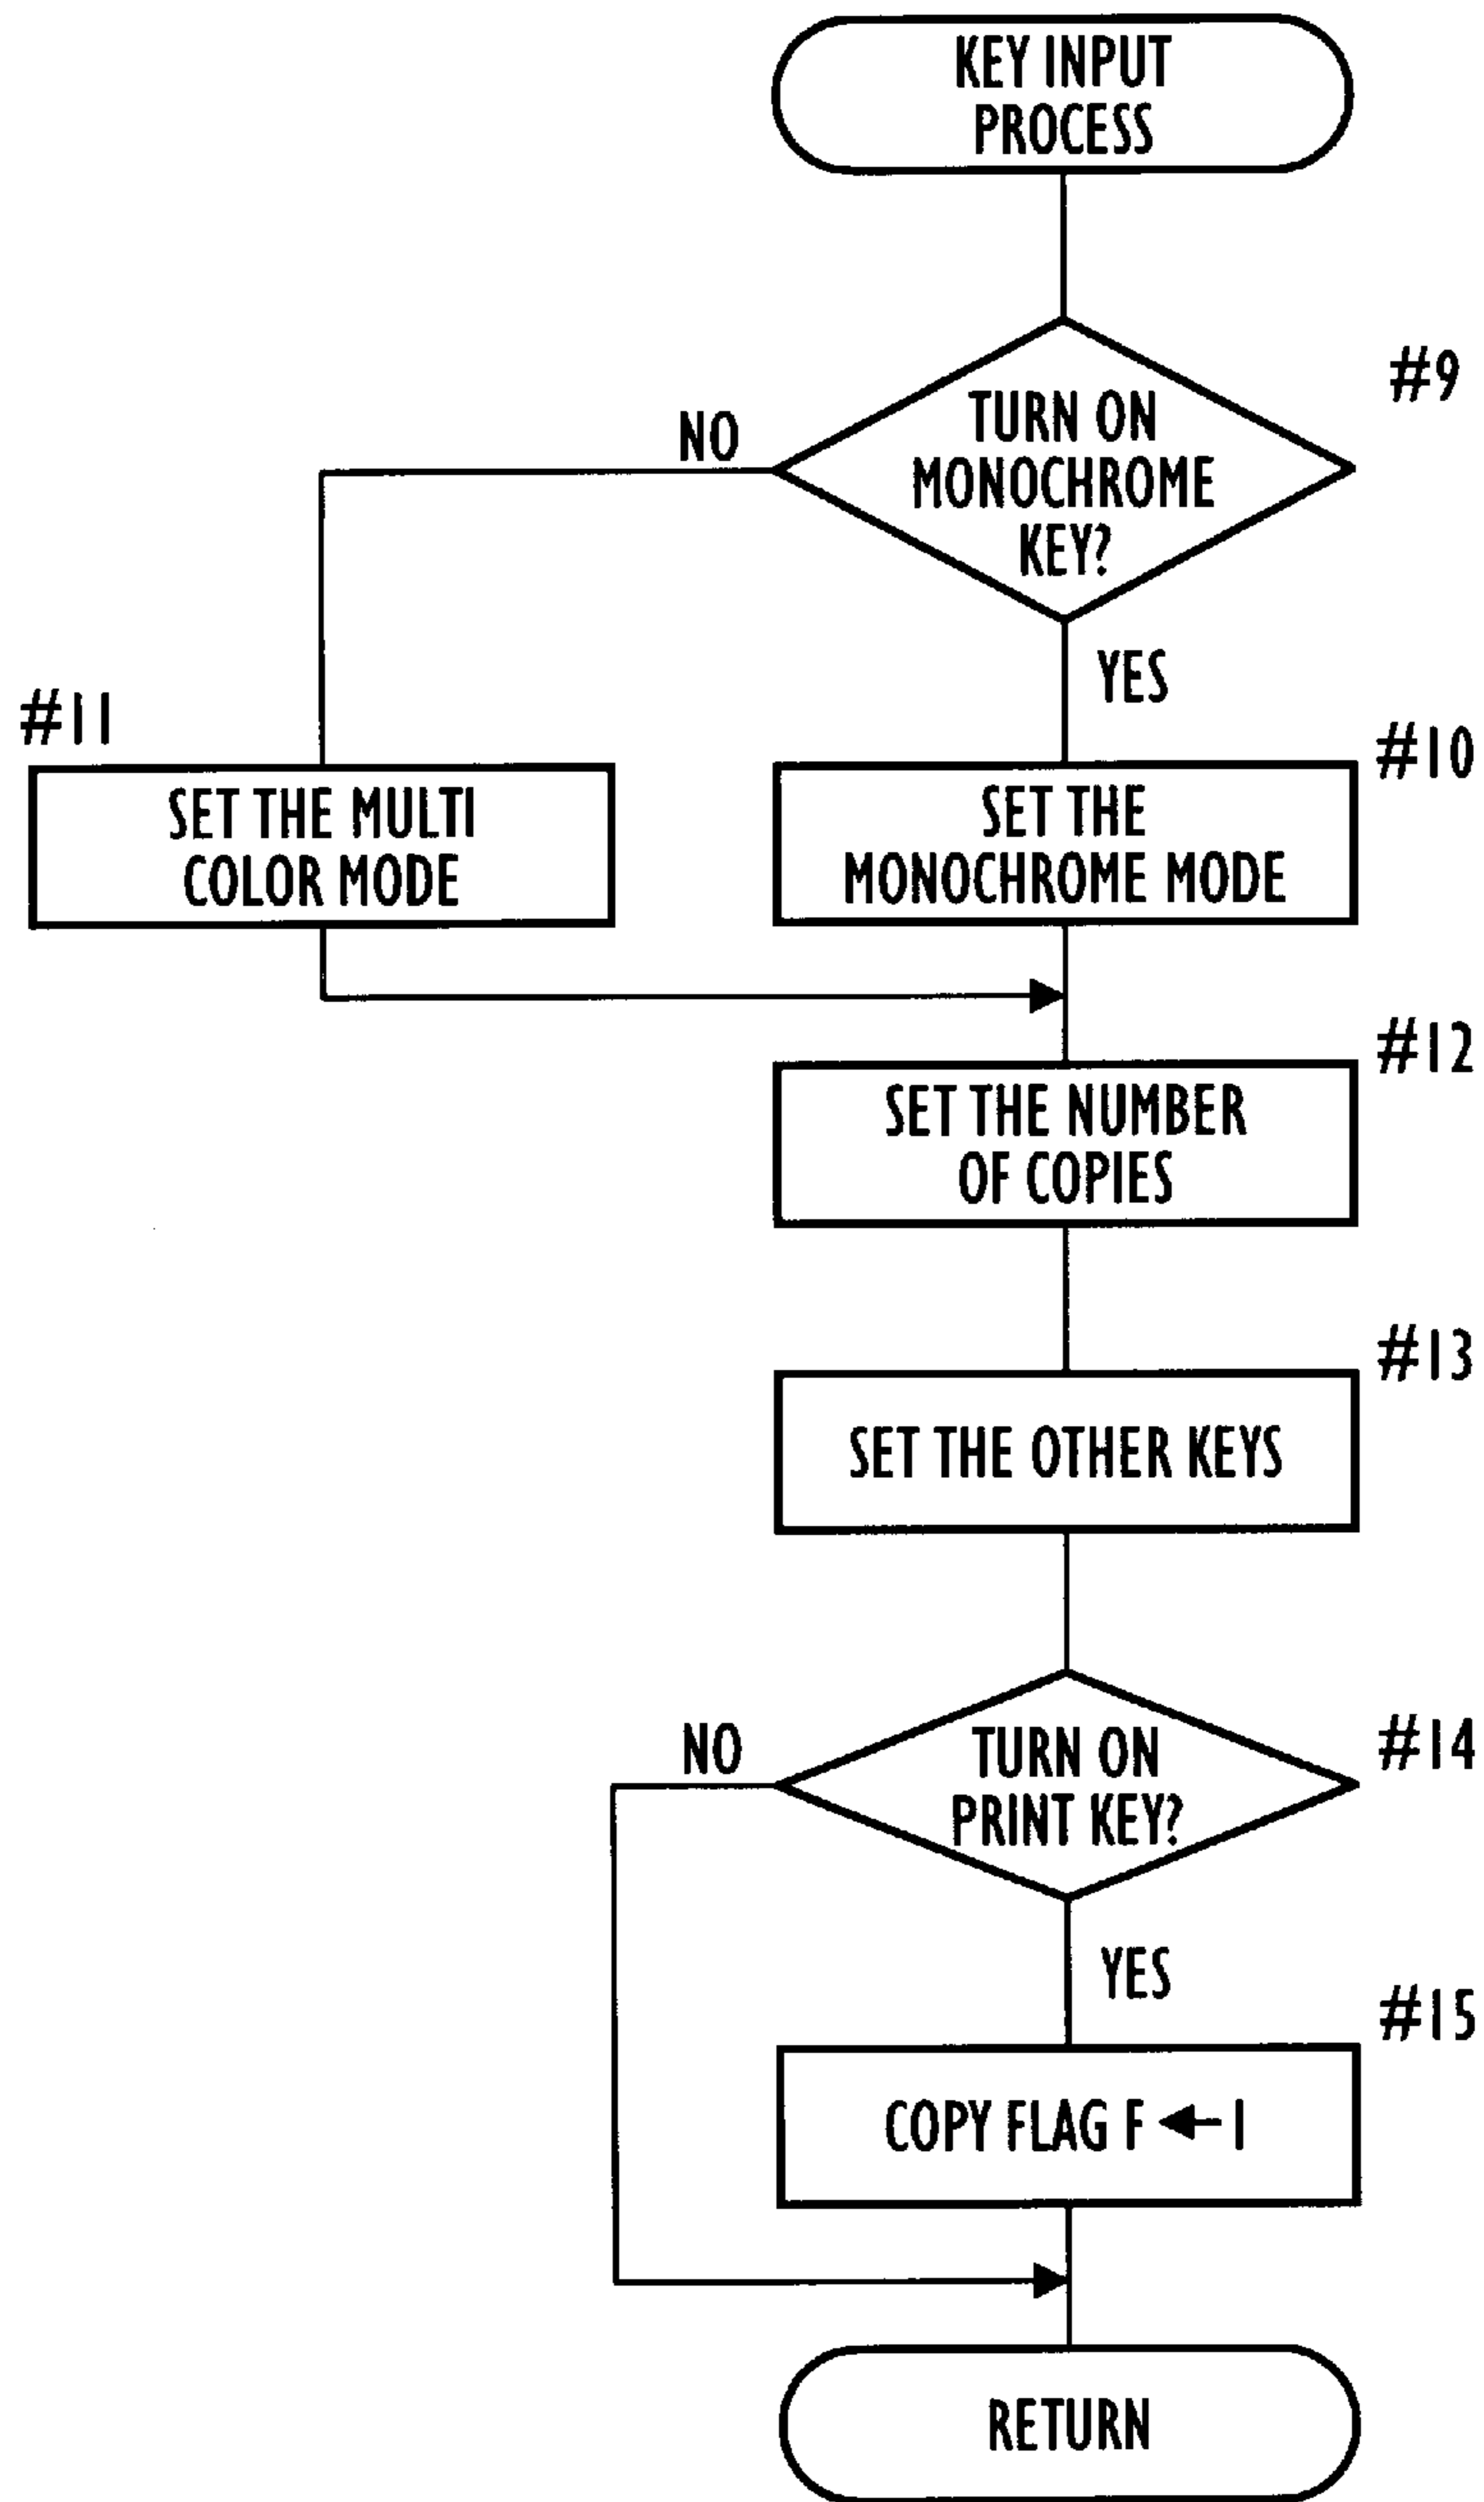 KEY INPUT
PROCESS
#9
TURN ON
MONOCHROME
KEY?
NO
YES
#11
SET THE MULTI
COLOR MODE
#10
SET THE
MONOCHROME MODE
#12
SET THE NUMBER
OF COPIES
#13
SET THE OTHER KEYS
#14
TURN ON
PRINT KEY?
NO
YES
#15
COPY FLAG F ← 1
RETURN